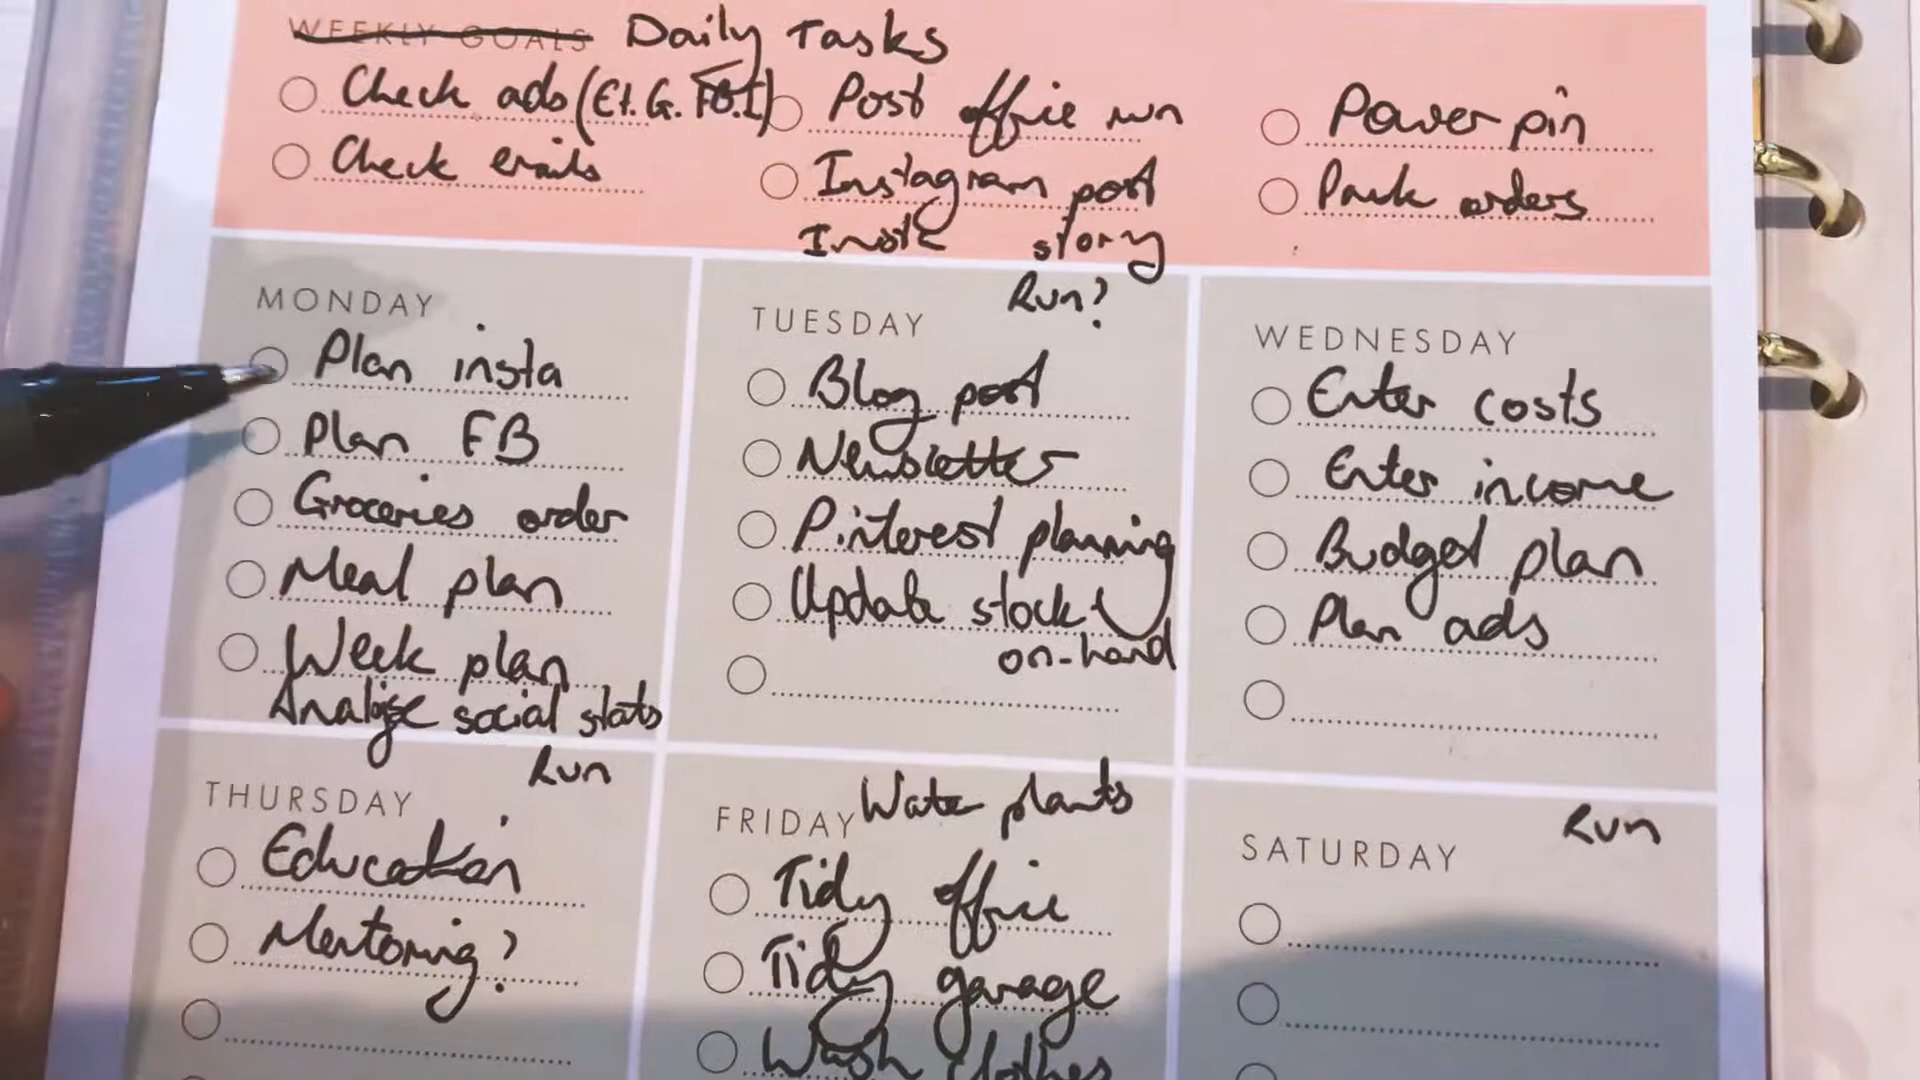 WEEKLY GOALS Daily Tasks
Check ads (Et. G. FB. I)
Check emails
Post office run
Instagram post
Insta story
Power pin
Pack orders
MONDAY
Plan insta
Plan FB
Groceries order
Meal plan
Week plan
Analise social stats
TUESDAY Run?
Blog post
Newsletter
Pinterest planning
Update stock
on-hand
WEDNESDAY
Enter costs
Enter income
Budget plan
Plan ads
THURSDAY Run
Education
Mentoring?
FRIDAY Water plants
Tidy office
Tidy garage
Wash clothes
SATURDAY Run